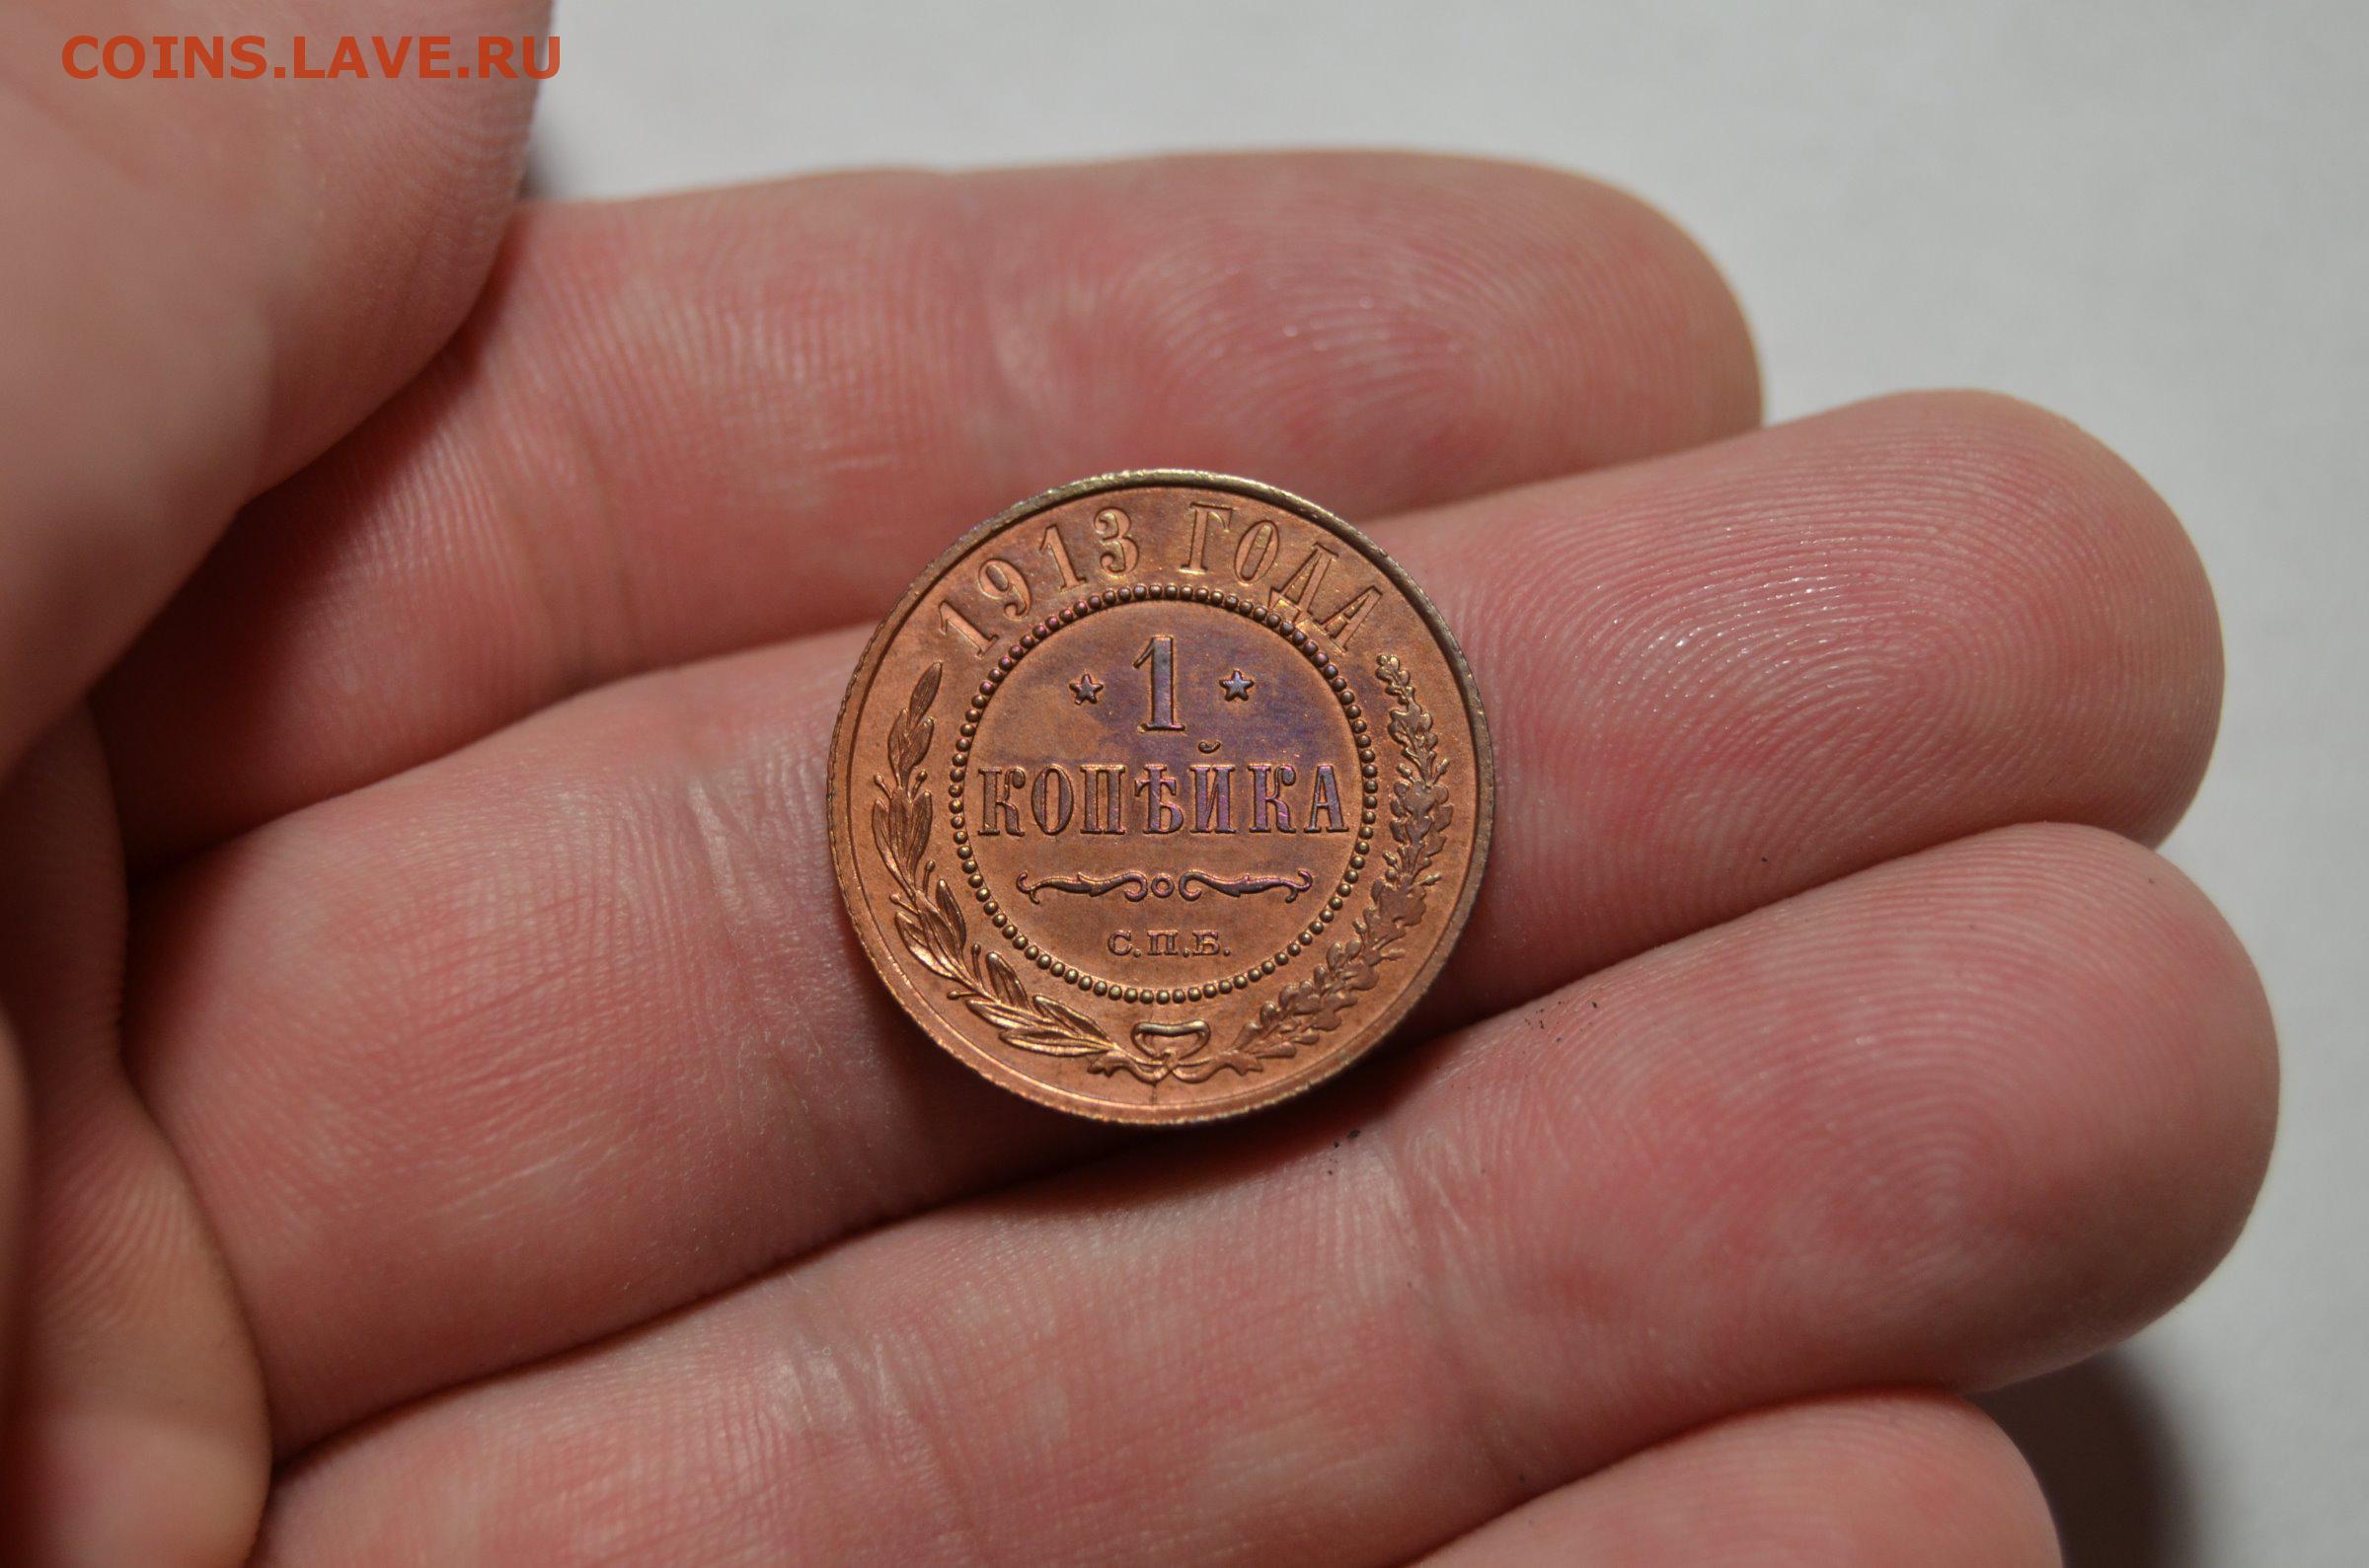 COINS.LAVE.RU
1913 ГОДА
1
КОПѢЙКА
С.П.Б.